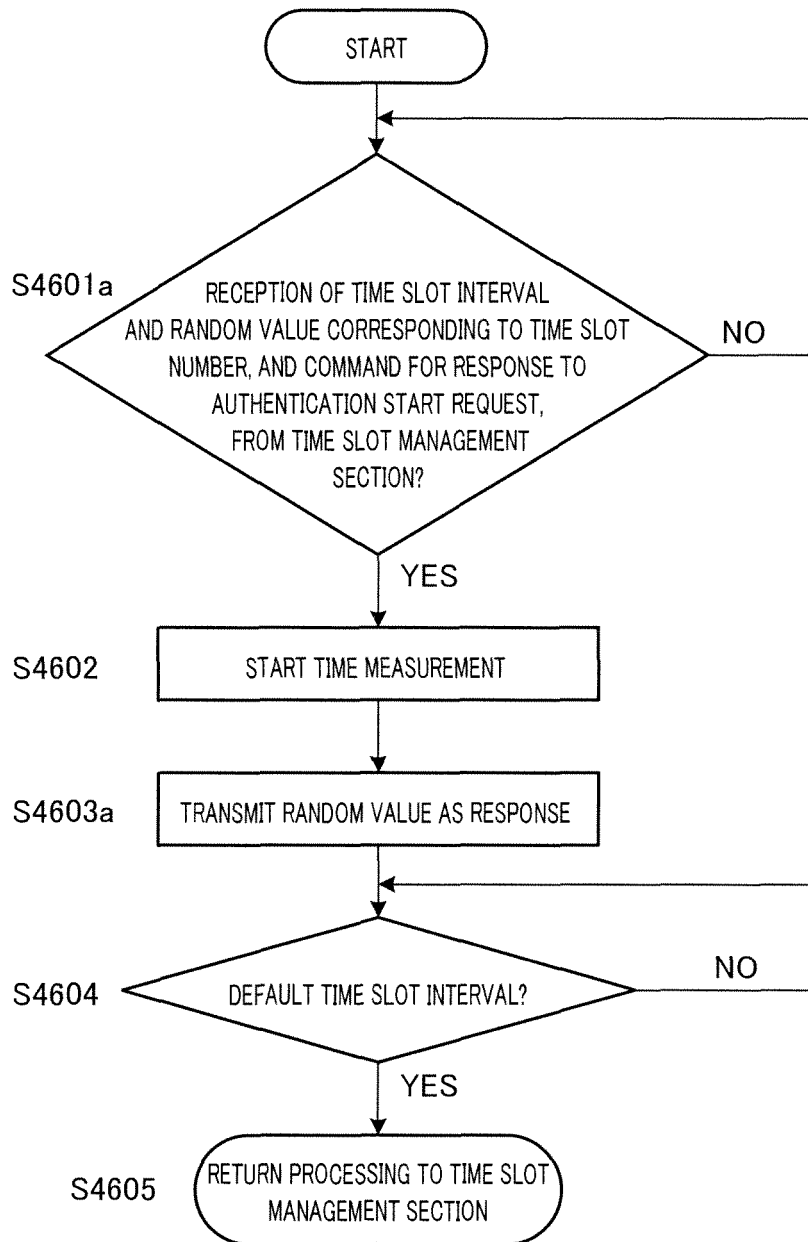 START
S4601a
RECEPTION OF TIME SLOT INTERVAL
AND RANDOM VALUE CORRESPONDING TO TIME SLOT
NUMBER, AND COMMAND FOR RESPONSE TO
AUTHENTICATION START REQUEST,
FROM TIME SLOT MANAGEMENT
SECTION?
NO
YES
S4602
START TIME MEASUREMENT
S4603a
TRANSMIT RANDOM VALUE AS RESPONSE
S4604
DEFAULT TIME SLOT INTERVAL?
NO
YES
S4605
RETURN PROCESSING TO TIME SLOT
MANAGEMENT SECTION